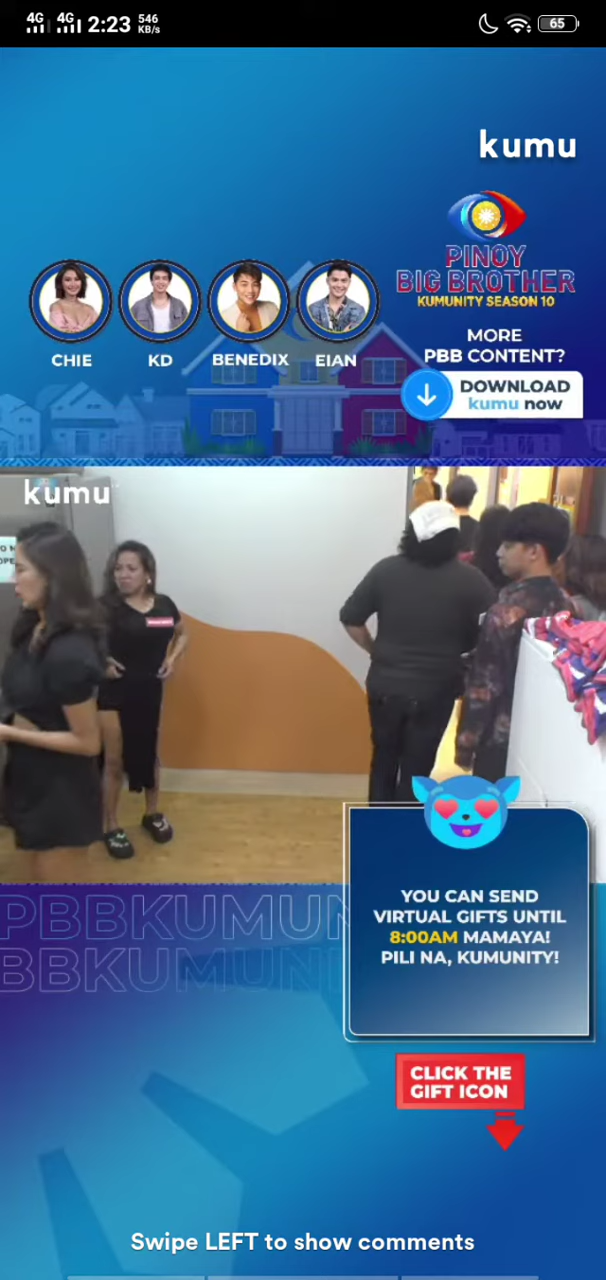 4G 4G 2:23 546 KB/s 65
kumu
PINOY
BIG BROTHER
KUMUNITY SEASON 10
CHIE KD BENEDIX EIAN
MORE
PBB CONTENT?
DOWNLOAD
kumu now
kumu
YOU CAN SEND
VIRTUAL GIFTS UNTIL
8:00AM MAMAYA!
PILI NA, KUMUNITY!
PBBKUMUN
BBKUMUNI
CLICK THE
GIFT ICON
Swipe LEFT to show comments